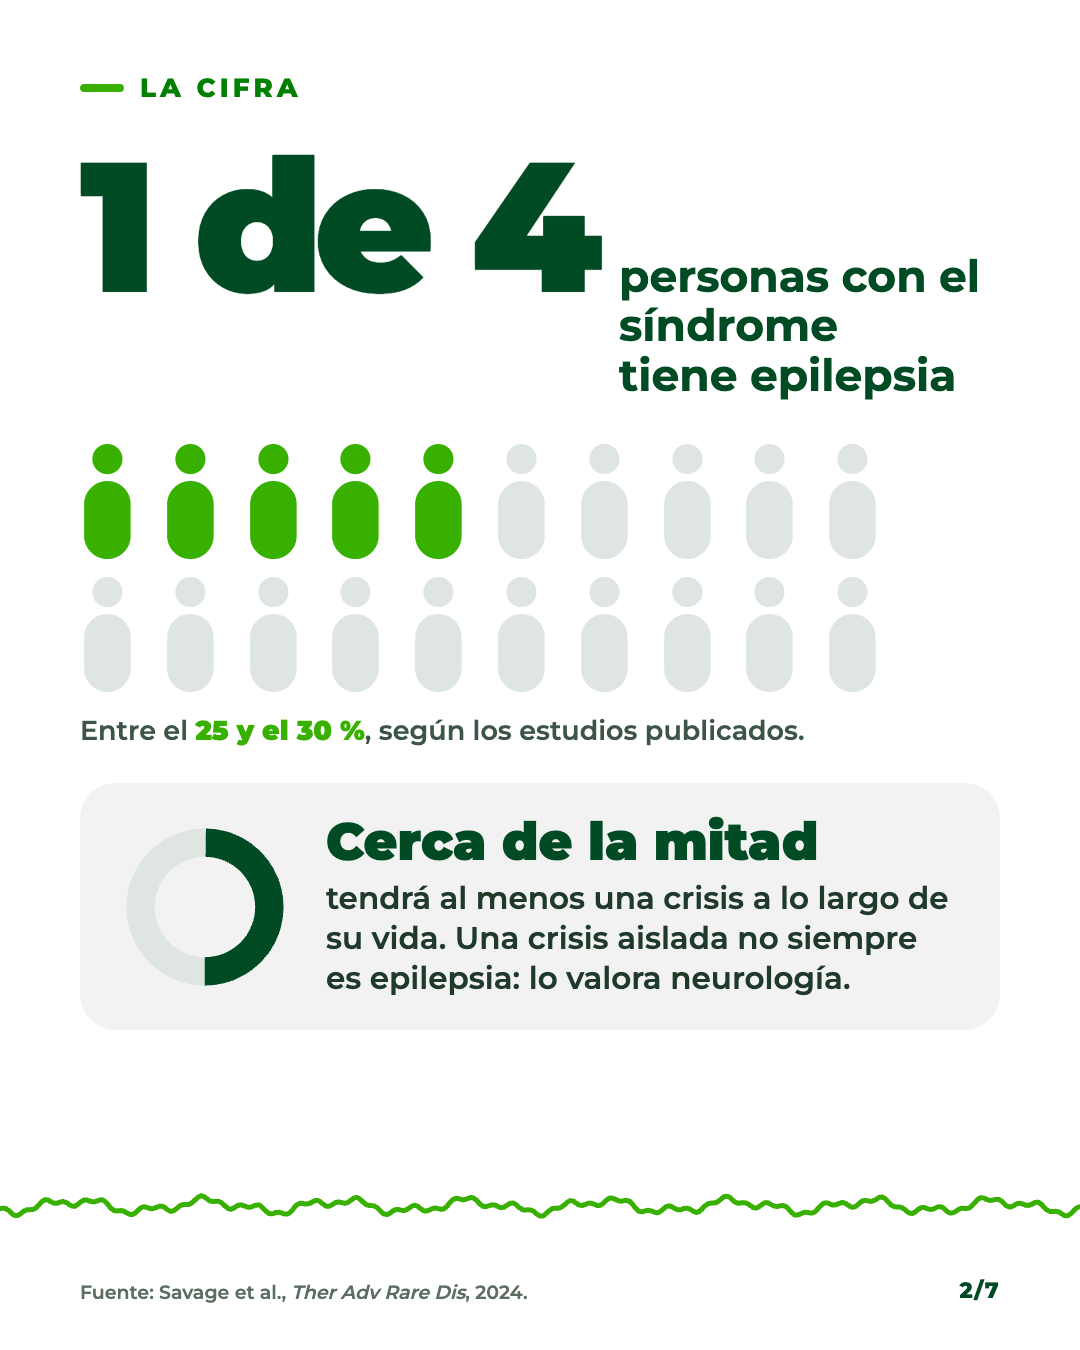 LA CIFRA
1 de 4
personas con el
síndrome
tiene epilepsia
Entre el 25 y el 30 %, según los estudios publicados.
Cerca de la mitad
tendrá al menos una crisis a lo largo de
su vida. Una crisis aislada no siempre
es epilepsia: lo valora neurología.
Fuente: Savage et al., Ther Adv Rare Dis, 2024.
2/7